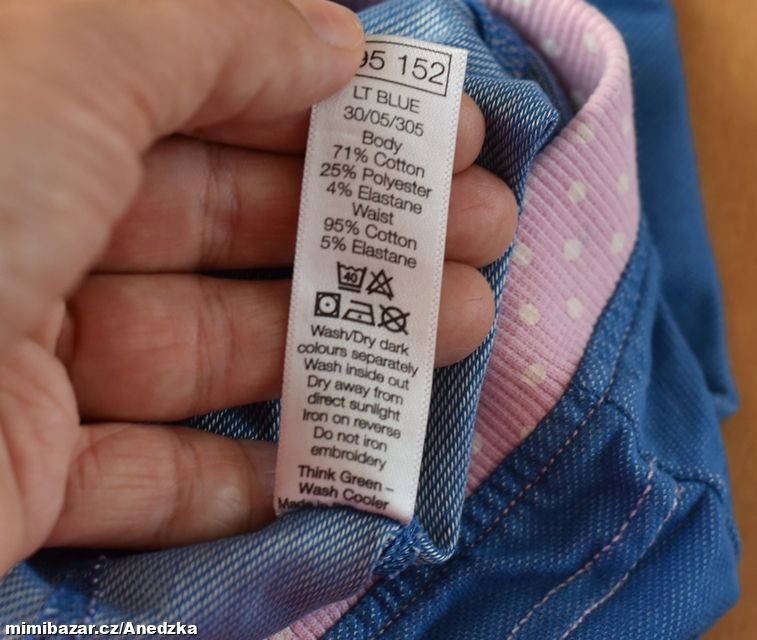 95 152
LT BLUE
30/05/305
Body
71% Cotton
25% Polyester
4% Elastane
Waist
95% Cotton
5% Elastane
40
Wash/Dry dark
colours separately
Wash inside out
Dry away from
direct sunlight
Iron on reverse
Do not iron
embroidery
Think Green –
Wash Cooler
Made in
mimibazar.cz/Anedzka